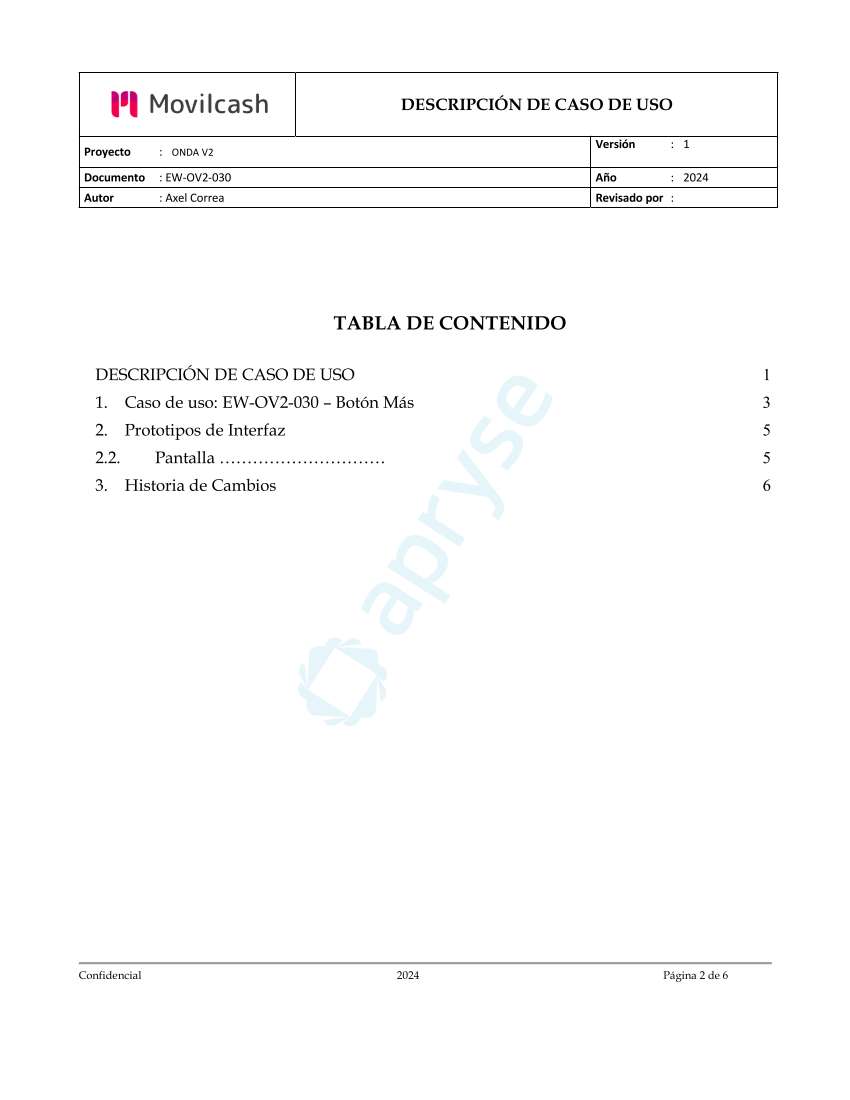 Movilcash
DESCRIPCIÓN DE CASO DE USO
Proyecto : ONDA V2
Versión : 1
Documento : EW-OV2-030
Año : 2024
Autor : Axel Correa
Revisado por :
TABLA DE CONTENIDO
DESCRIPCIÓN DE CASO DE USO 1
1. Caso de uso: EW-OV2-030 – Botón Más 3
2. Prototipos de Interfaz 5
2.2. Pantalla ………………………… 5
3. Historia de Cambios 6
apryse
Confidencial 2024 Página 2 de 6